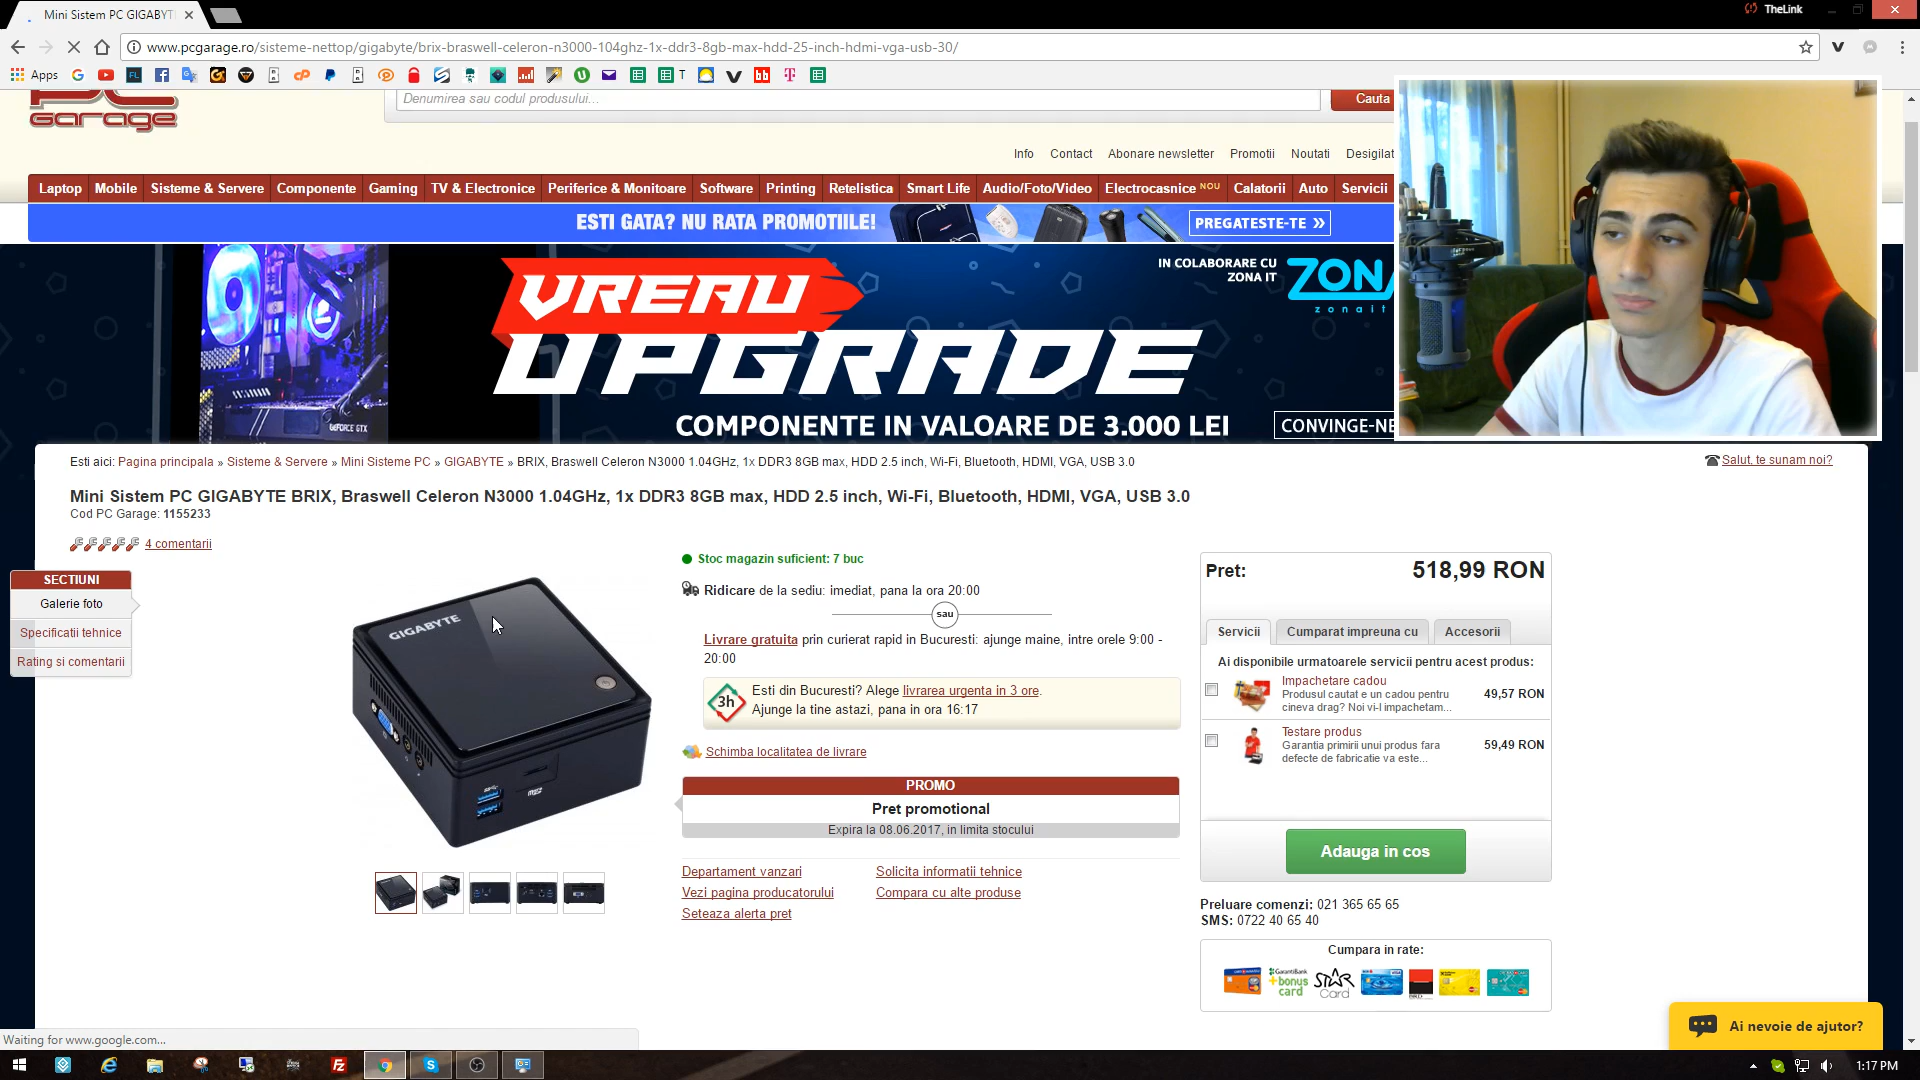 Mini Sistem PC GIGABYT
TheLink
www.pcgarage.ro/sisteme-nettop/gigabyte/brix-braswell-celeron-n3000-104ghz-1x-ddr3-8gb-max-hdd-25-inch-hdmi-vga-usb-30/
Apps
T
PC Garage
Denumirea sau codul produsului...
Cauta
Info Contact Abonare newsletter Promotii Noutati Desigilat
Laptop Mobile Sisteme & Servere Componente Gaming TV & Electronice Periferice & Monitoare Software Printing Retelistica Smart Life Audio/Foto/Video Electrocasnice NOU Calatorii Auto Servicii
ESTI GATA? NU RATA PROMOTIILE!
PREGATESTE-TE »
VREAU
UPGRADE
COMPONENTE IN VALOARE DE 3.000 LEI
IN COLABORARE CU
ZONA IT
ZONA
zonait
CONVINGE-NE
GEFORCE GTX
Esti aici: Pagina principala » Sisteme & Servere » Mini Sisteme PC » GIGABYTE » BRIX, Braswell Celeron N3000 1.04GHz, 1x DDR3 8GB max, HDD 2.5 inch, Wi-Fi, Bluetooth, HDMI, VGA, USB 3.0
Salut, te sunam noi?
Mini Sistem PC GIGABYTE BRIX, Braswell Celeron N3000 1.04GHz, 1x DDR3 8GB max, HDD 2.5 inch, Wi-Fi, Bluetooth, HDMI, VGA, USB 3.0
Cod PC Garage: 1155233
4 comentarii
SECTIUNI
Galerie foto
Specificatii tehnice
Rating si comentarii
GIGABYTE
Stoc magazin suficient: 7 buc
Ridicare de la sediu: imediat, pana la ora 20:00
sau
Livrare gratuita prin curierat rapid in Bucuresti: ajunge maine, intre orele 9:00 -
20:00
3h
Esti din Bucuresti? Alege livrarea urgenta in 3 ore.
Ajunge la tine astazi, pana in ora 16:17
Schimba localitatea de livrare
PROMO
Pret promotional
Expira la 08.06.2017, in limita stocului
Departament vanzari
Solicita informatii tehnice
Vezi pagina producatorului
Compara cu alte produse
Seteaza alerta pret
Pret: 518,99 RON
Servicii
Cumparat impreuna cu
Accesorii
Ai disponibile urmatoarele servicii pentru acest produs:
Impachetare cadou
Produsul cautat e un cadou pentru
cineva drag? Noi vi-l impachetam...
49,57 RON
Testare produs
Garantia primirii unui produs fara
defecte de fabricatie va este...
59,49 RON
Adauga in cos
Preluare comenzi: 021 365 65 65
SMS: 0722 40 65 40
Cumpara in rate:
GarantiBank
+bonus
card
STAR
Card
Ai nevoie de ajutor?
Waiting for www.google.com...
1:17 PM